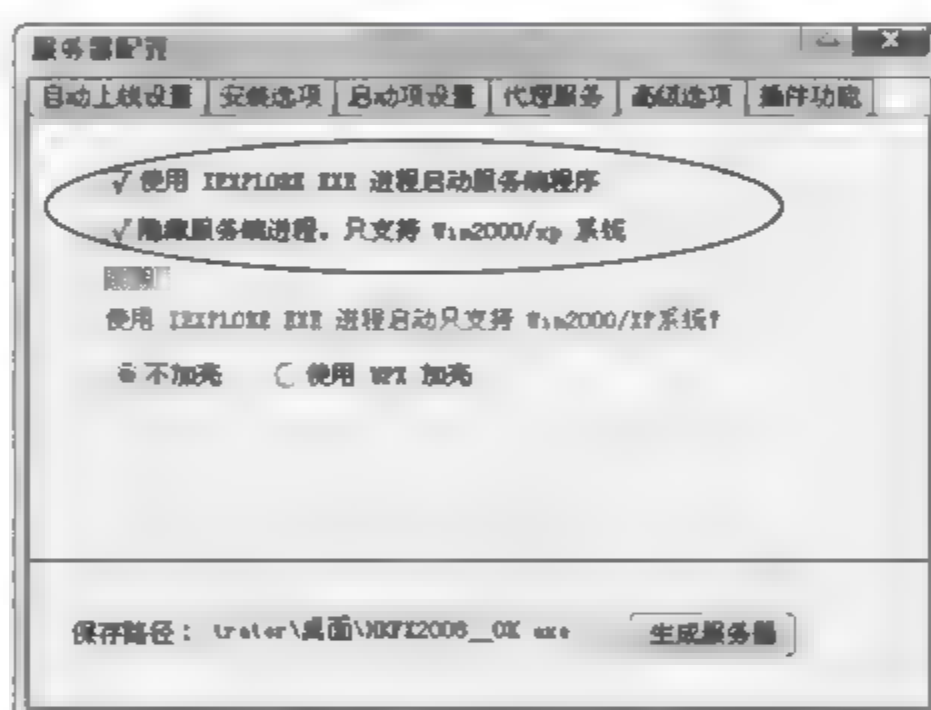 服务器配置
自动上线设置 安装选项 启动项设置 代理服务 高级选项 插件功能
√ 使用 IEXPLORE EXE 进程启动服务端程序
√ 隐藏服务端进程。只支持 Win2000/xp 系统
使用 IEXPLORE EXE 进程启动只支持 Win2000/XP系统!
不加壳 使用 UPX 加壳
保存路径: trator\桌面\ exe 生成服务器